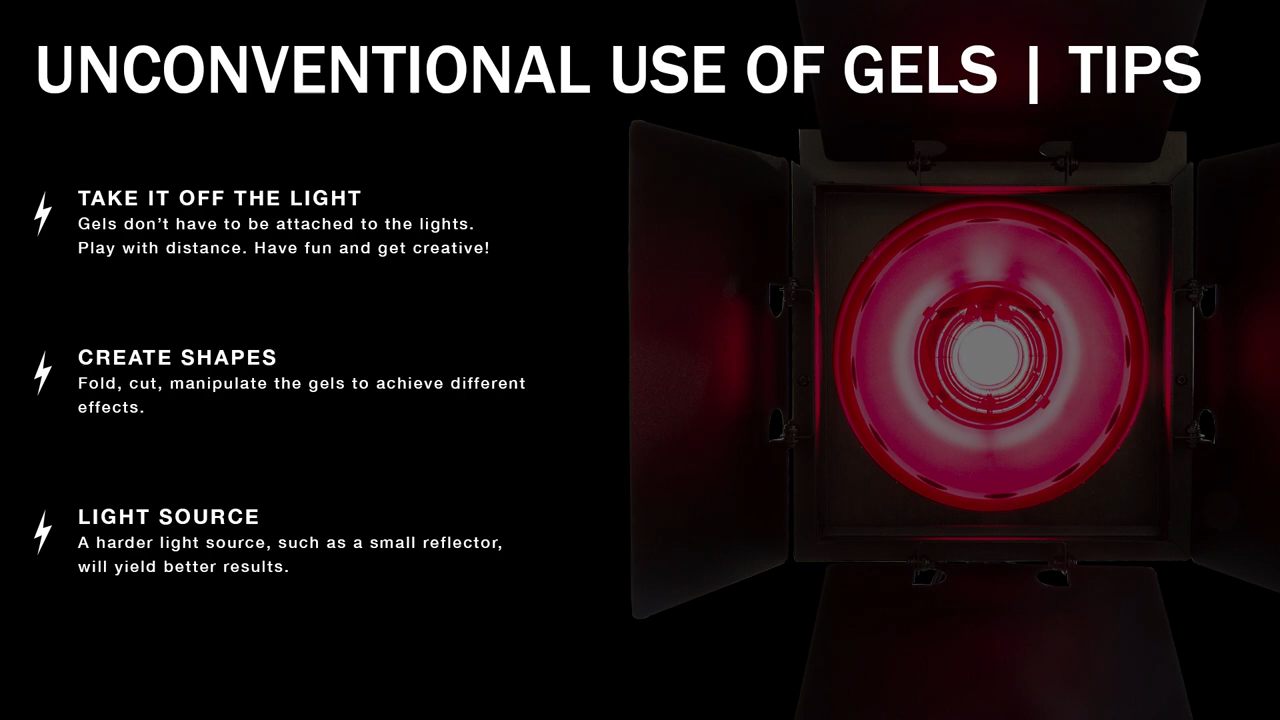 UNCONVENTIONAL USE OF GELS | TIPS
TAKE IT OFF THE LIGHT
Gels don’t have to be attached to the lights.
Play with distance. Have fun and get creative!
CREATE SHAPES
Fold, cut, manipulate the gels to achieve different
effects.
LIGHT SOURCE
A harder light source, such as a small reflector,
will yield better results.